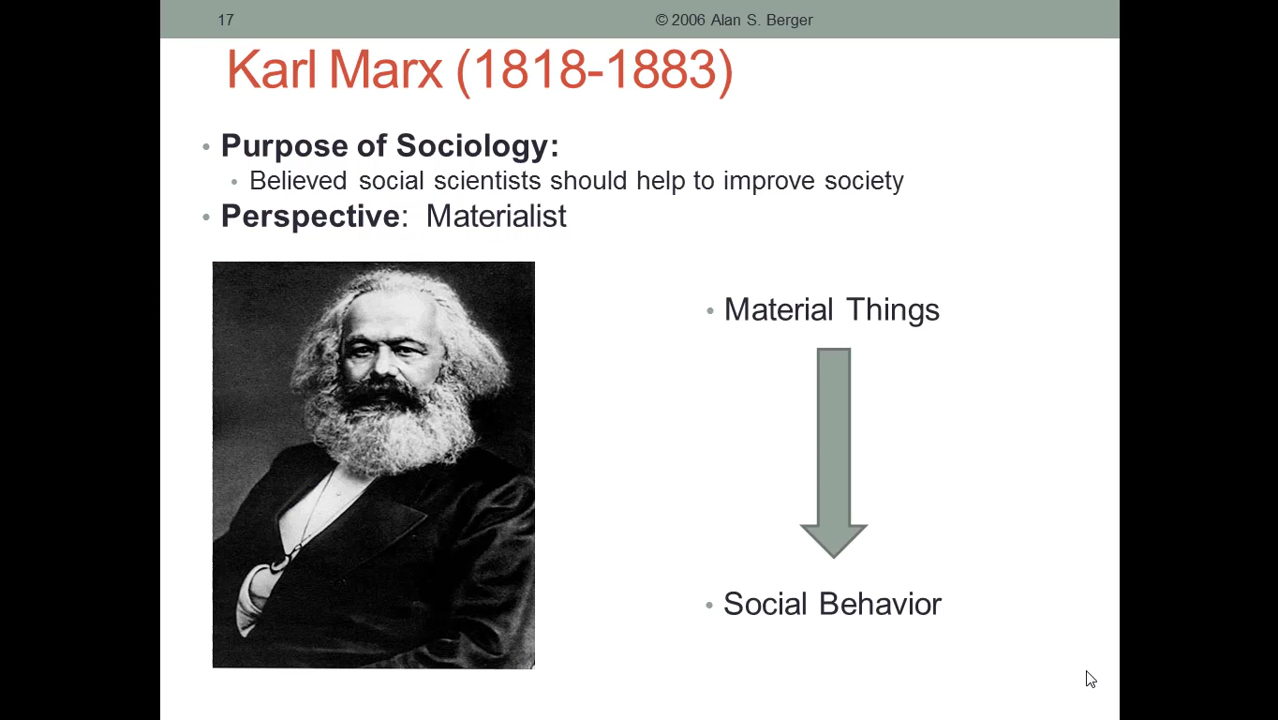 17
© 2006 Alan S. Berger
Karl Marx (1818-1883)
• Purpose of Sociology:
• Believed social scientists should help to improve society
• Perspective: Materialist
• Material Things
• Social Behavior